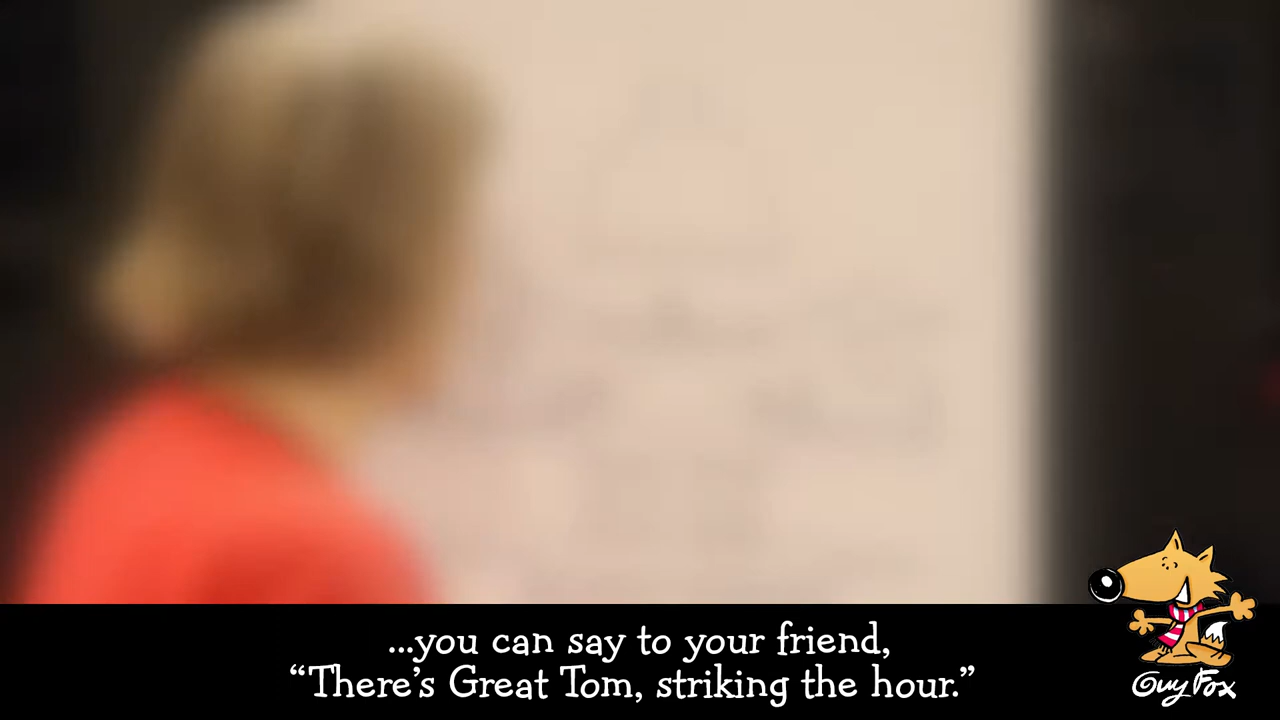 ...you can say to your friend,
“There's Great Tom, striking the hour.”
Guy Fox